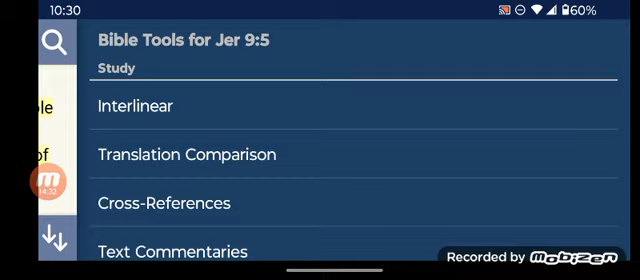 10:30
60%
Bible Tools for Jer 9:5
Study
Interlinear
ole
Translation Comparison
of
14:32
Cross-References
Text Commentaries
Recorded by MOBIZEN